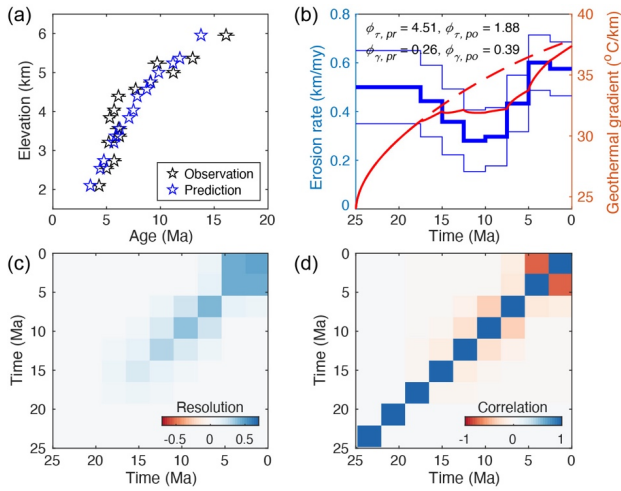 (a)
6
5
4
3
2
Elevation (km)
Observation
Prediction
0
5
10
15
20
Age (Ma)
(b)
0.8
0.6
0.4
0.2
0
Erosion rate (km/my)
ϕτ, pr = 4.51, ϕτ, po = 1.88
ϕγ, pr = 0.26, ϕγ, po = 0.39
40
35
30
25
Geothermal gradient (°C/km)
25
20
15
10
5
0
Time (Ma)
(c)
0
5
10
15
20
25
Time (Ma)
Resolution
-0.5
0
0.5
25
20
15
10
5
0
Time (Ma)
(d)
0
5
10
15
20
25
Time (Ma)
Correlation
-1
0
1
25
20
15
10
5
0
Time (Ma)